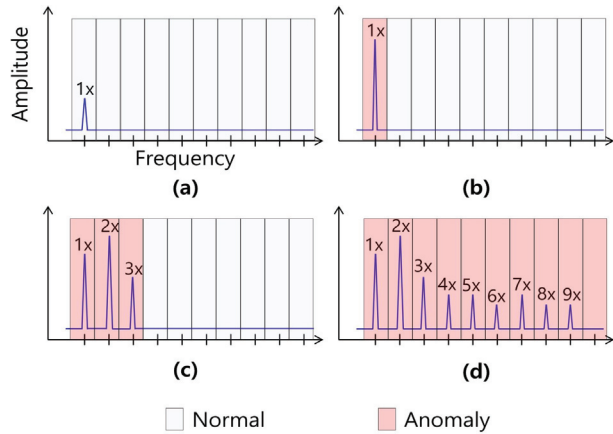 Amplitude
1x
Frequency
(a)
1x
(b)
1x
2x
3x
(c)
1x
2x
3x
4x
5x
6x
7x
8x
9x
(d)
Normal
Anomaly